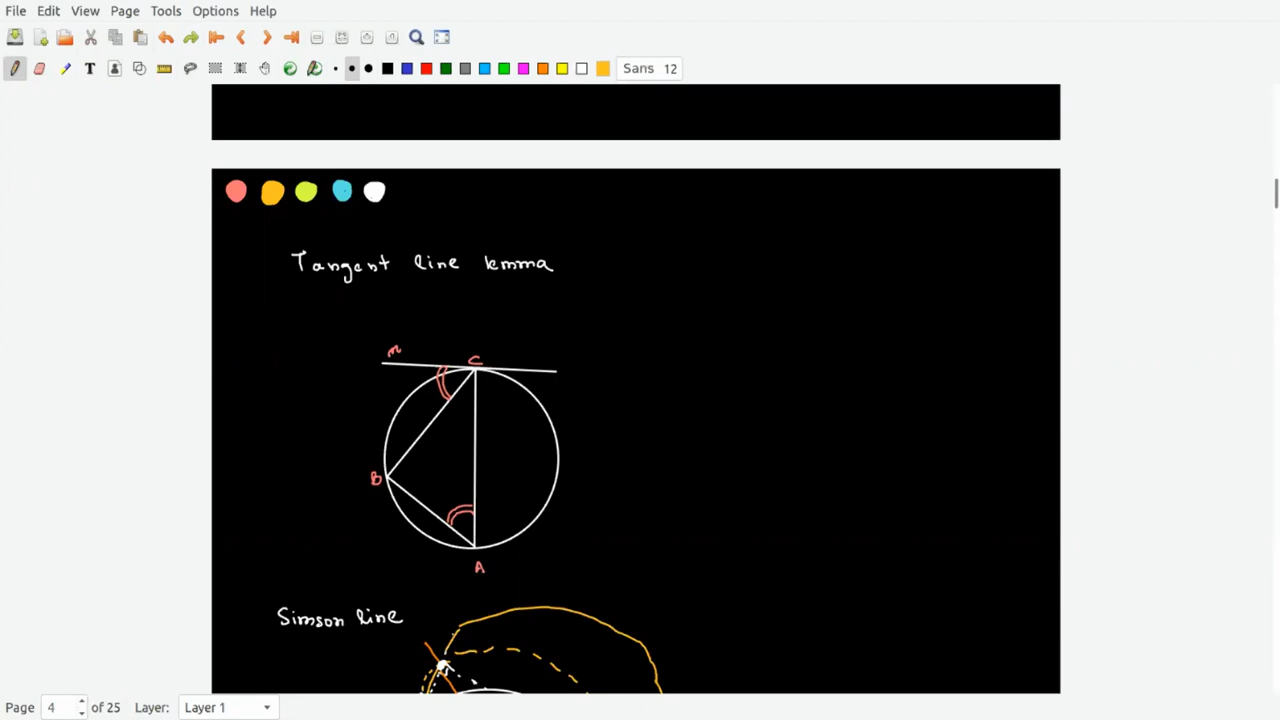 File Edit View Page Tools Options Help
T Sans 12
Tangent line lemma
m
C
B
A
Simson line
Page 4 of 25 Layer: Layer 1